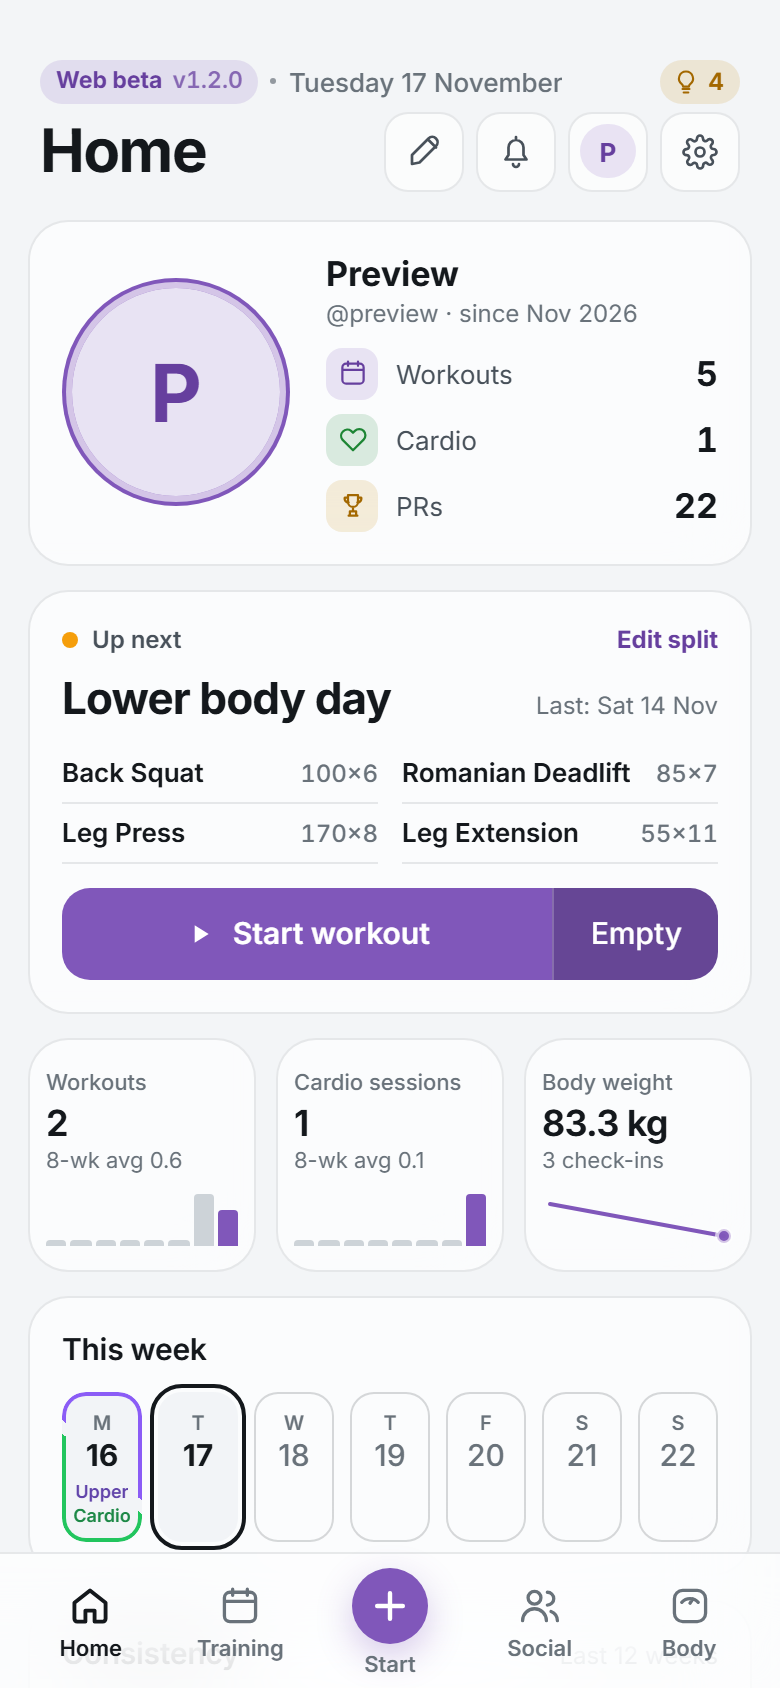 Web beta v1.2.0 • Tuesday 17 November
4
Home
P
Preview
@preview · since Nov 2026
P
Workouts 5
Cardio 1
PRs 22
Up next Edit split
Lower body day Last: Sat 14 Nov
Back Squat 100×6 Romanian Deadlift 85×7
Leg Press 170×8 Leg Extension 55×11
Start workout Empty
Workouts
2
8-wk avg 0.6
Cardio sessions
1
8-wk avg 0.1
Body weight
83.3 kg
3 check-ins
This week
M T W T F S S
16 17 18 19 20 21 22
Upper
Cardio
Consistency Last 12 weeks
Home Training Start Social Body